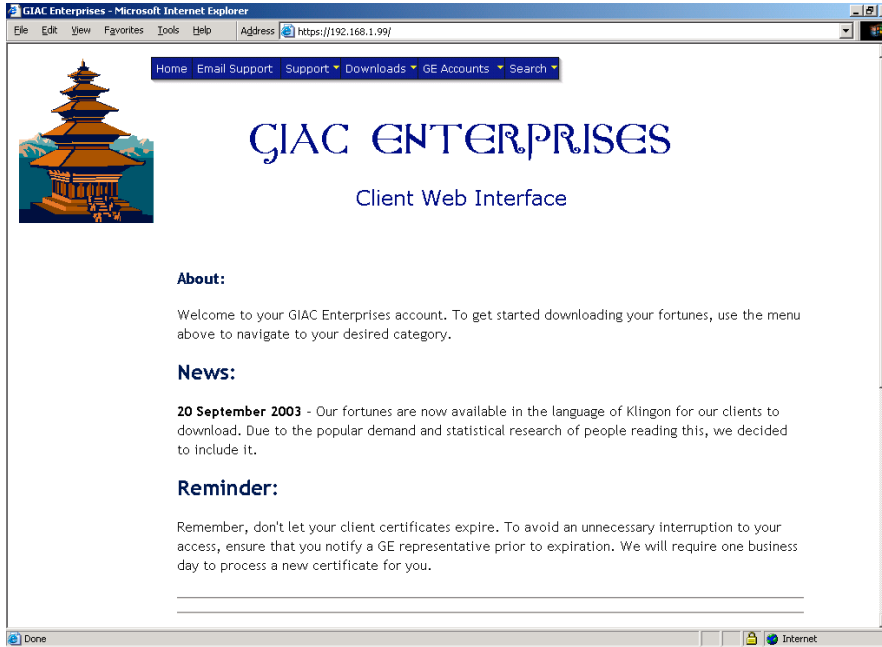 GIAC Enterprises - Microsoft Internet Explorer
File Edit View Favorites Tools Help Address https://192.168.1.99/
Home Email Support Support Downloads GE Accounts Search
GIAC ENTERPRISES
Client Web Interface
About:
Welcome to your GIAC Enterprises account. To get started downloading your fortunes, use the menu
above to navigate to your desired category.
News:
20 September 2003 - Our fortunes are now available in the language of Klingon for our clients to
download. Due to the popular demand and statistical research of people reading this, we decided
to include it.
Reminder:
Remember, don't let your client certificates expire. To avoid an unnecessary interruption to your
access, ensure that you notify a GE representative prior to expiration. We will require one business
day to process a new certificate for you.
Done Internet